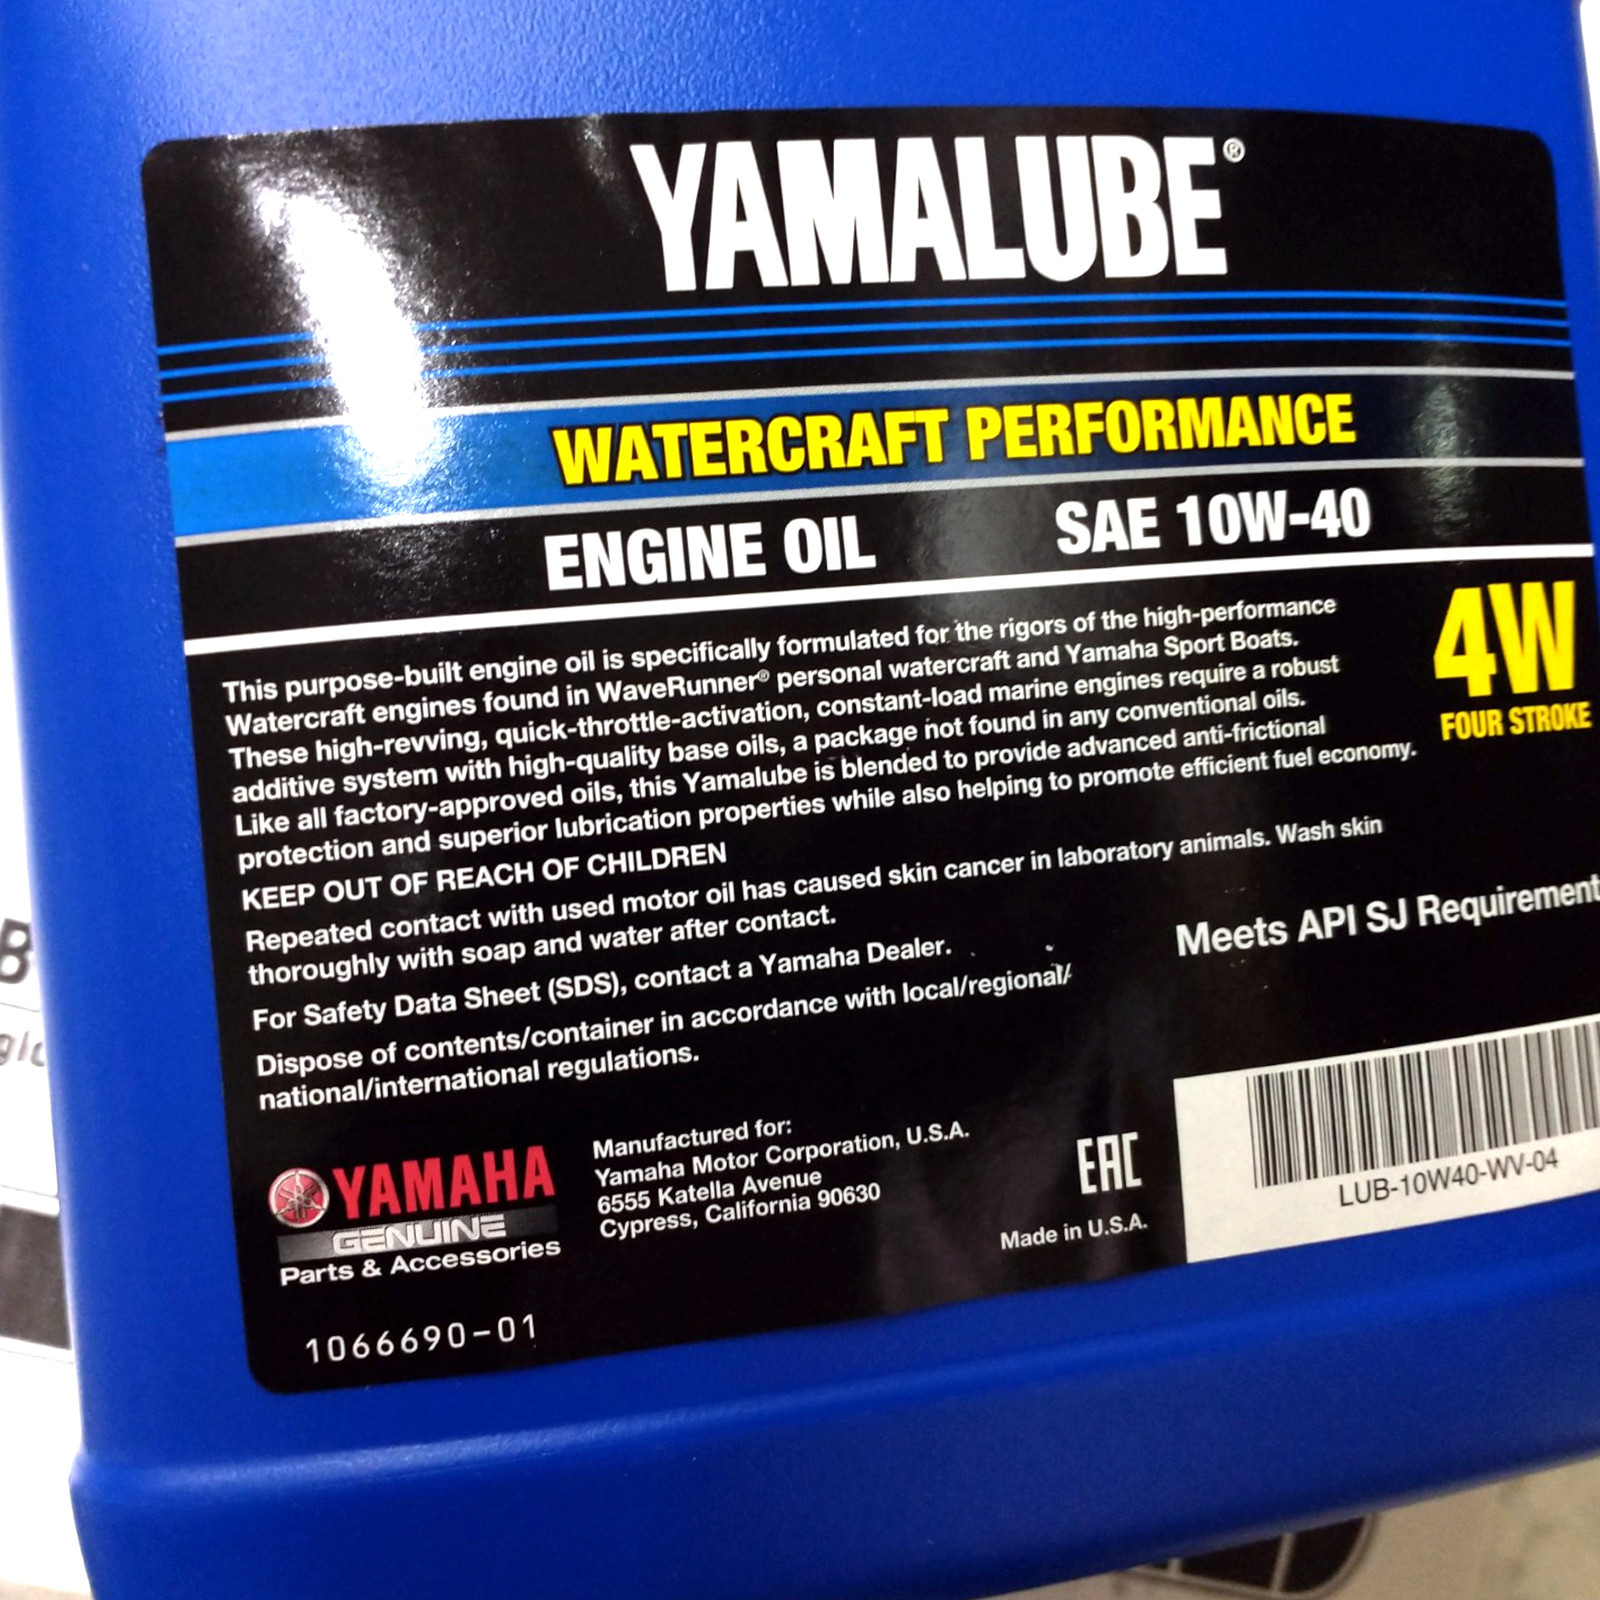 YAMALUBE®
WATERCRAFT PERFORMANCE
ENGINE OIL SAE 10W-40
4W
FOUR STROKE
This purpose-built engine oil is specifically formulated for the rigors of the high-performance
Watercraft engines found in WaveRunner® personal watercraft and Yamaha Sport Boats.
These high-revving, quick-throttle-activation, constant-load marine engines require a robust
additive system with high-quality base oils, a package not found in any conventional oils.
Like all factory-approved oils, this Yamalube is blended to provide advanced anti-frictional
protection and superior lubrication properties while also helping to promote efficient fuel economy.
KEEP OUT OF REACH OF CHILDREN
Repeated contact with used motor oil has caused skin cancer in laboratory animals. Wash skin
thoroughly with soap and water after contact.
For Safety Data Sheet (SDS), contact a Yamaha Dealer.
Dispose of contents/container in accordance with local/regional/
national/international regulations.
Meets API SJ Requirement
YAMAHA
GENUINE
Parts & Accessories
Manufactured for:
Yamaha Motor Corporation, U.S.A.
6555 Katella Avenue
Cypress, California 90630
EAC
Made in U.S.A.
LUB-10W40-WV-04
1066690-01